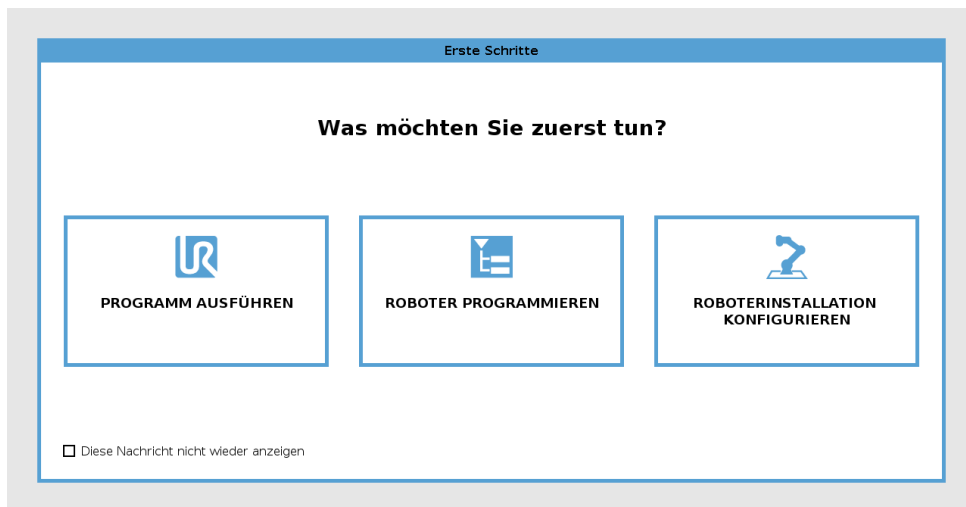 Erste Schritte
Was möchten Sie zuerst tun?
PROGRAMM AUSFÜHREN
ROBOTER PROGRAMMIEREN
ROBOTERINSTALLATION
KONFIGURIEREN
Diese Nachricht nicht wieder anzeigen